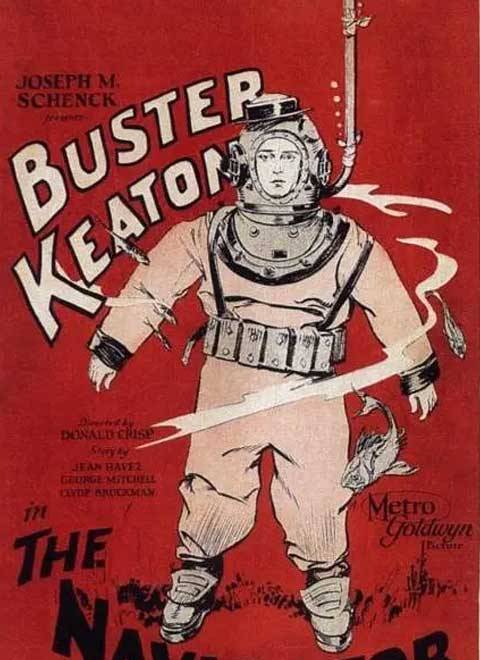 JOSEPH M.
SCHENCK
presents
BUSTER
KEATON
Directed by
DONALD CRISP
Story by
JEAN HAVEZ
GEORGE MITCHELL
CLYDE BRUCKMAN
in
THE
NAVIGATOR
Metro
Goldwyn
Picture